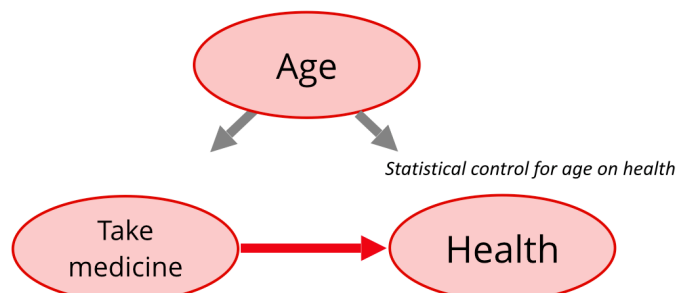 Age
Statistical control for age on health
Take
medicine
Health